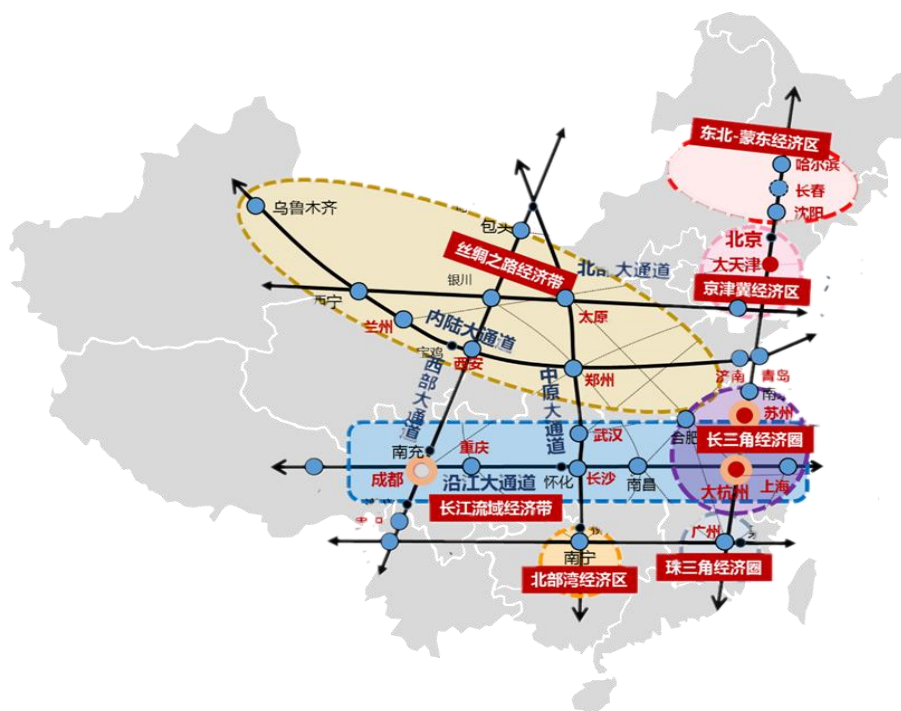 东北-蒙东经济区
哈尔滨
长春
沈阳
乌鲁木齐
包头
北京
大天津
京津冀经济区
丝绸之路经济带
大通道
银川
太原
兰州
内陆大通道
宝鸡
西安
西部大通道
中原大通道
郑州
济南
青岛
苏州
合肥
长三角经济圈
武汉
南充
重庆
成都
沿江大通道
怀化
长沙
南昌
大杭州
上海
长江流域经济带
广州
南宁
北部湾经济区
珠三角经济圈